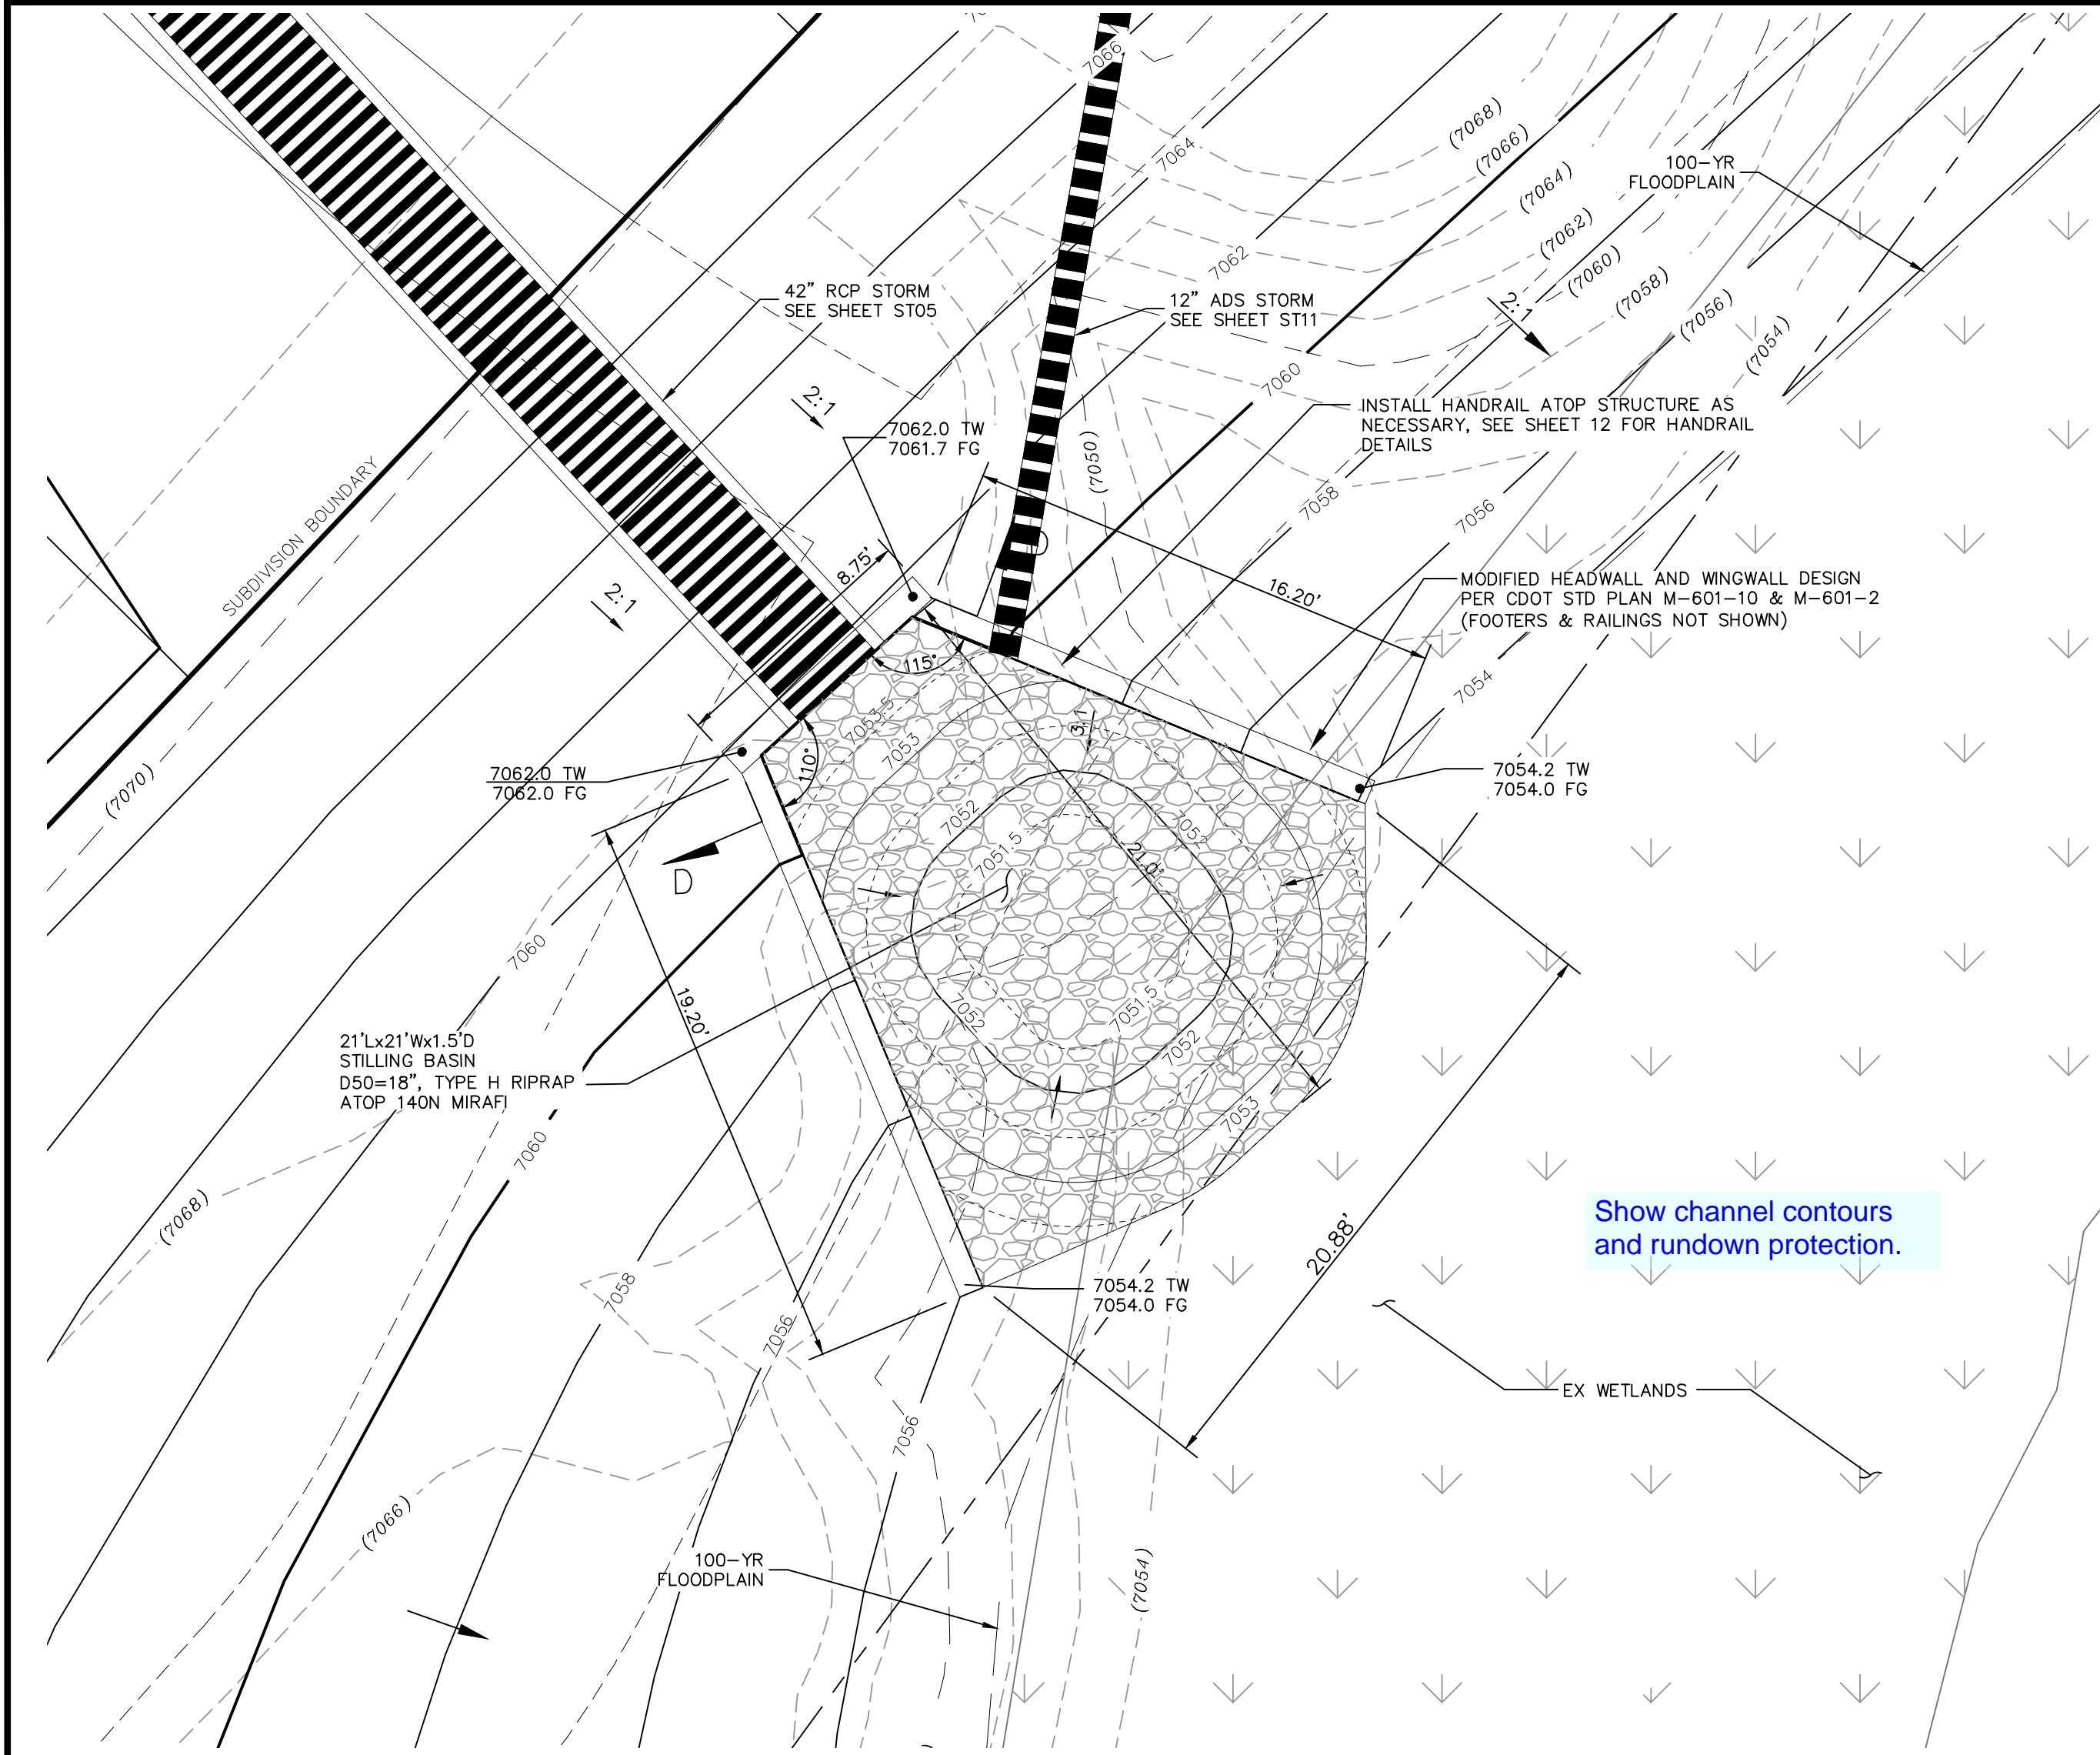 7066
7064
7062
7060
7058
7056
7054
(7068)
(7066)
(7064)
(7062)
(7060)
(7058)
(7056)
(7054)
(7050)
100-YR
FLOODPLAIN
42" RCP STORM
SEE SHEET ST05
12" ADS STORM
SEE SHEET ST11
2:1
2:1
2:1
7062.0 TW
7061.7 FG
INSTALL HANDRAIL ATOP STRUCTURE AS
NECESSARY, SEE SHEET 12 FOR HANDRAIL
DETAILS
SUBDIVISION BOUNDARY
8.75'
D
16.20'
MODIFIED HEADWALL AND WINGWALL DESIGN
PER CDOT STD PLAN M-601-10 & M-601-2
(FOOTERS & RAILINGS NOT SHOWN)
115°
110°
7053.5
7053
3:1
7062.0 TW
7062.0 FG
7054.2 TW
7054.0 FG
(7070)
D
7052
7052
7051.5
21.0'
7051.5
7052
7052
7053
7060
19.20'
21'Lx21'Wx1.5'D
STILLING BASIN
D50=18", TYPE H RIPRAP
ATOP 140N MIRAFI
7060
(7068)
7058
7056
7056
20.88'
Show channel contours
and rundown protection.
7054.2 TW
7054.0 FG
EX WETLANDS
(7066)
100-YR
FLOODPLAIN
(7054)